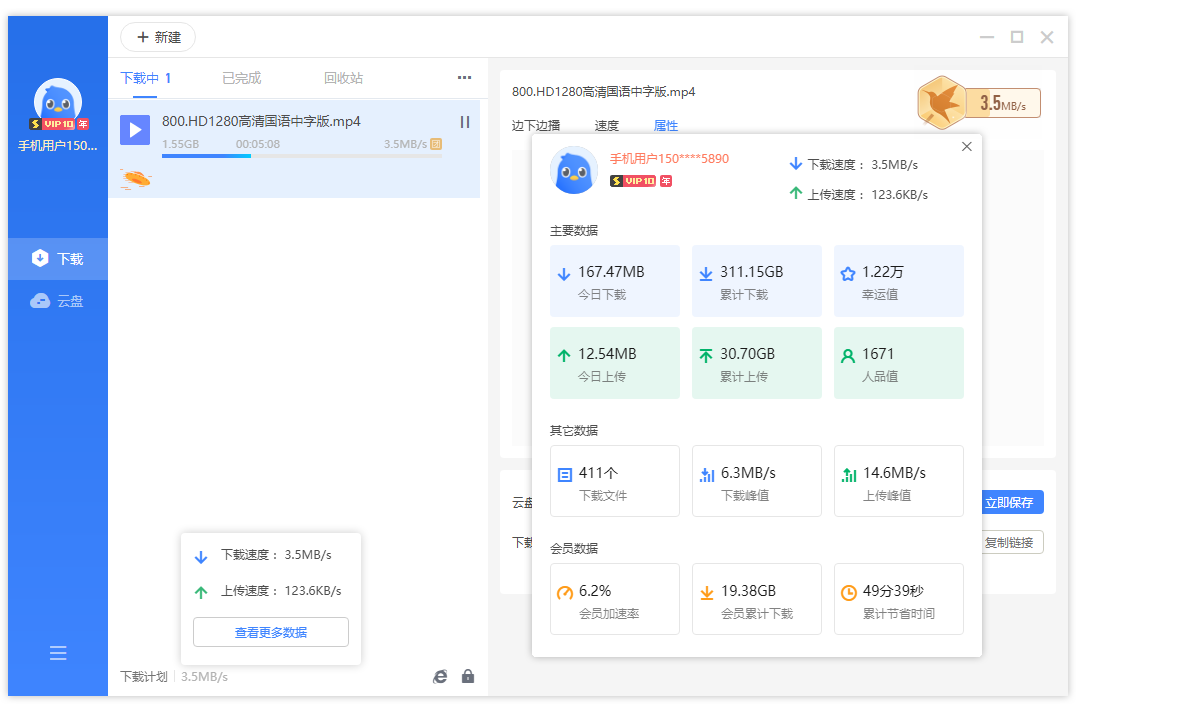 新建
VIP10 年
手机用户150...
下载
云盘
下载中 1
已完成
回收站
800.HD1280高清国语中字版.mp4
1.55GB
00:05:08
3.5MB/s
800.HD1280高清国语中字版.mp4
3.5MB/s
边下边播
速度
属性
手机用户150****5890
VIP10 年
下载速度： 3.5MB/s
上传速度： 123.6KB/s
主要数据
167.47MB
今日下载
311.15GB
累计下载
1.22万
幸运值
12.54MB
今日上传
30.70GB
累计上传
1671
人品值
其它数据
411个
下载文件
6.3MB/s
下载峰值
14.6MB/s
上传峰值
会员数据
6.2%
会员加速率
19.38GB
会员累计下载
49分39秒
累计节省时间
云盘
立即保存
下载
复制链接
下载速度： 3.5MB/s
上传速度： 123.6KB/s
查看更多数据
下载计划
3.5MB/s